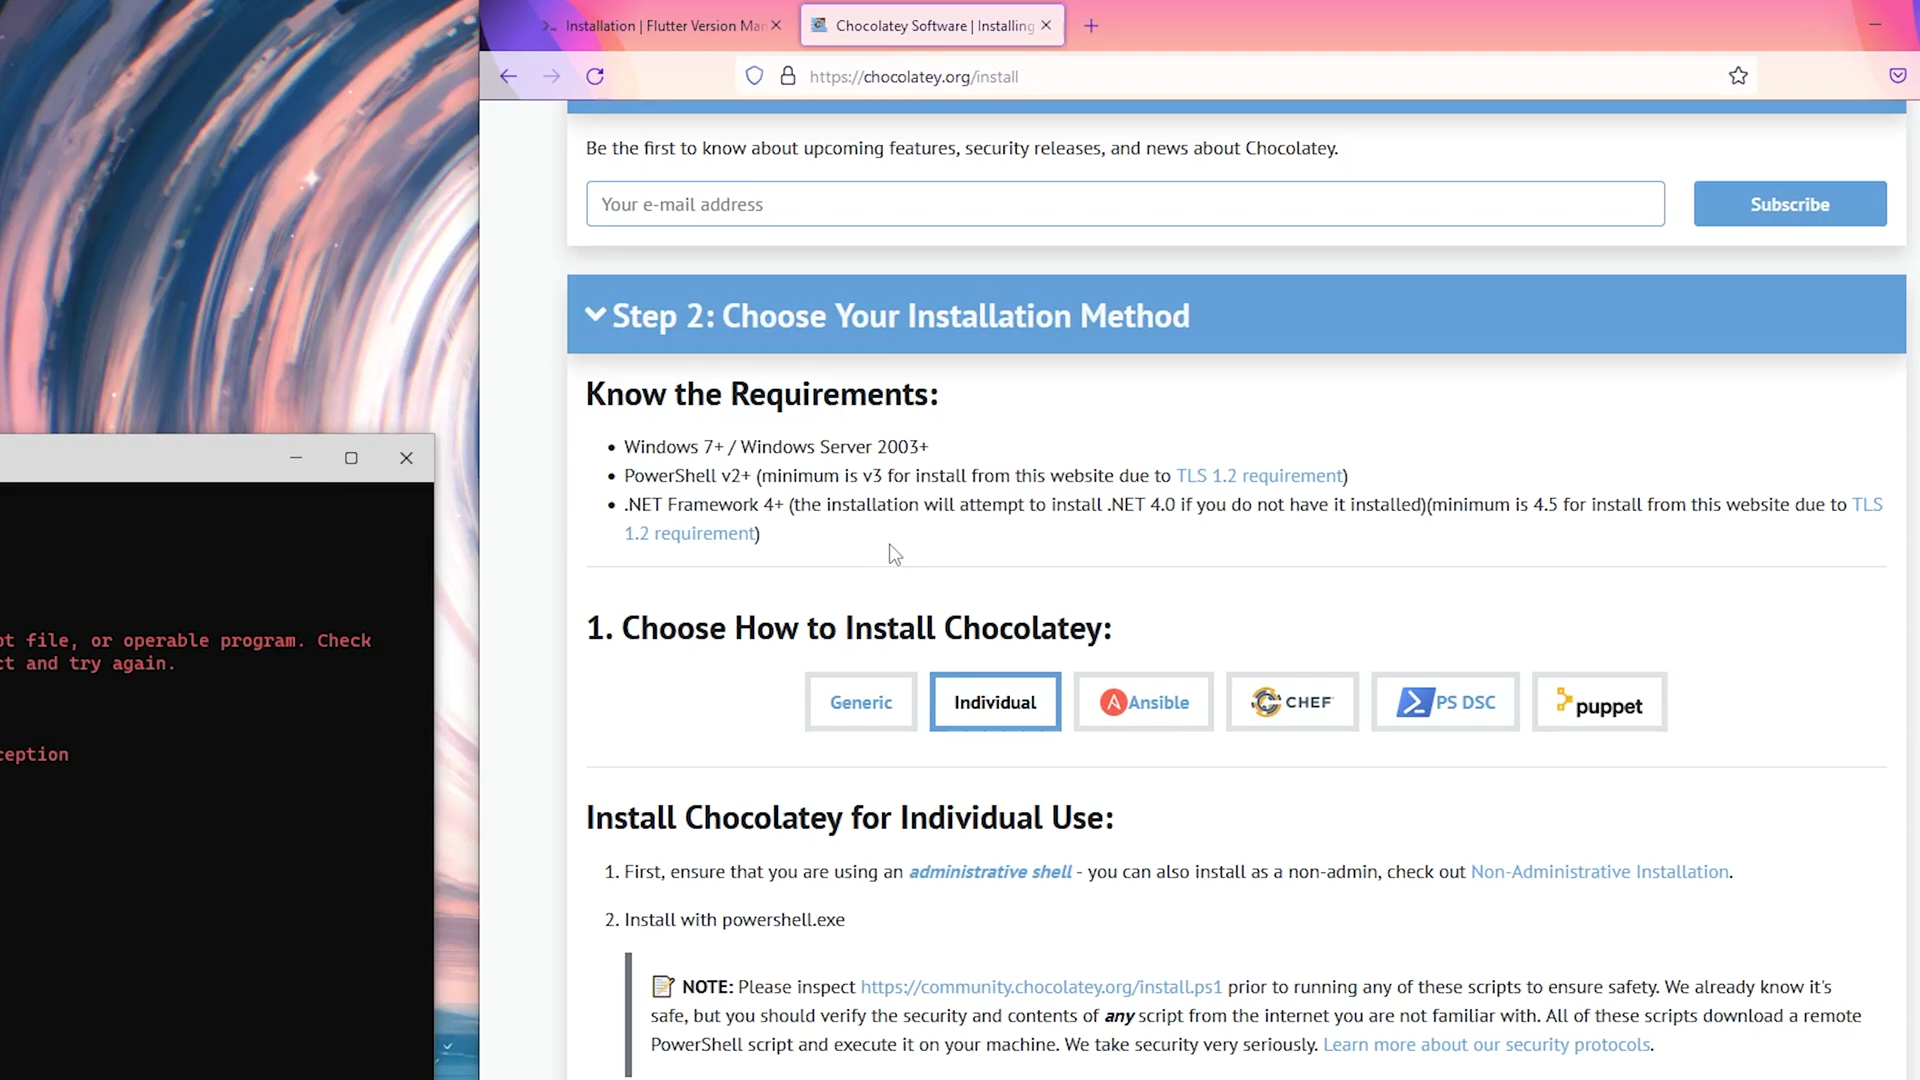 Installation | Flutter Version Man
Chocolatey Software | Installing
https://chocolatey.org/install
Be the first to know about upcoming features, security releases, and news about Chocolatey.
Your e-mail address
Subscribe
Step 2: Choose Your Installation Method
Know the Requirements:
• Windows 7+ / Windows Server 2003+
• PowerShell v2+ (minimum is v3 for install from this website due to TLS 1.2 requirement)
• .NET Framework 4+ (the installation will attempt to install .NET 4.0 if you do not have it installed)(minimum is 4.5 for install from this website due to TLS
1.2 requirement)
pt file, or operable program. Check
ct and try again.
ception
1. Choose How to Install Chocolatey:
Generic
Individual
Ansible
CHEF
PS DSC
puppet
Install Chocolatey for Individual Use:
1. First, ensure that you are using an administrative shell - you can also install as a non-admin, check out Non-Administrative Installation.
2. Install with powershell.exe
NOTE: Please inspect https://community.chocolatey.org/install.ps1 prior to running any of these scripts to ensure safety. We already know it's
safe, but you should verify the security and contents of any script from the internet you are not familiar with. All of these scripts download a remote
PowerShell script and execute it on your machine. We take security very seriously. Learn more about our security protocols.